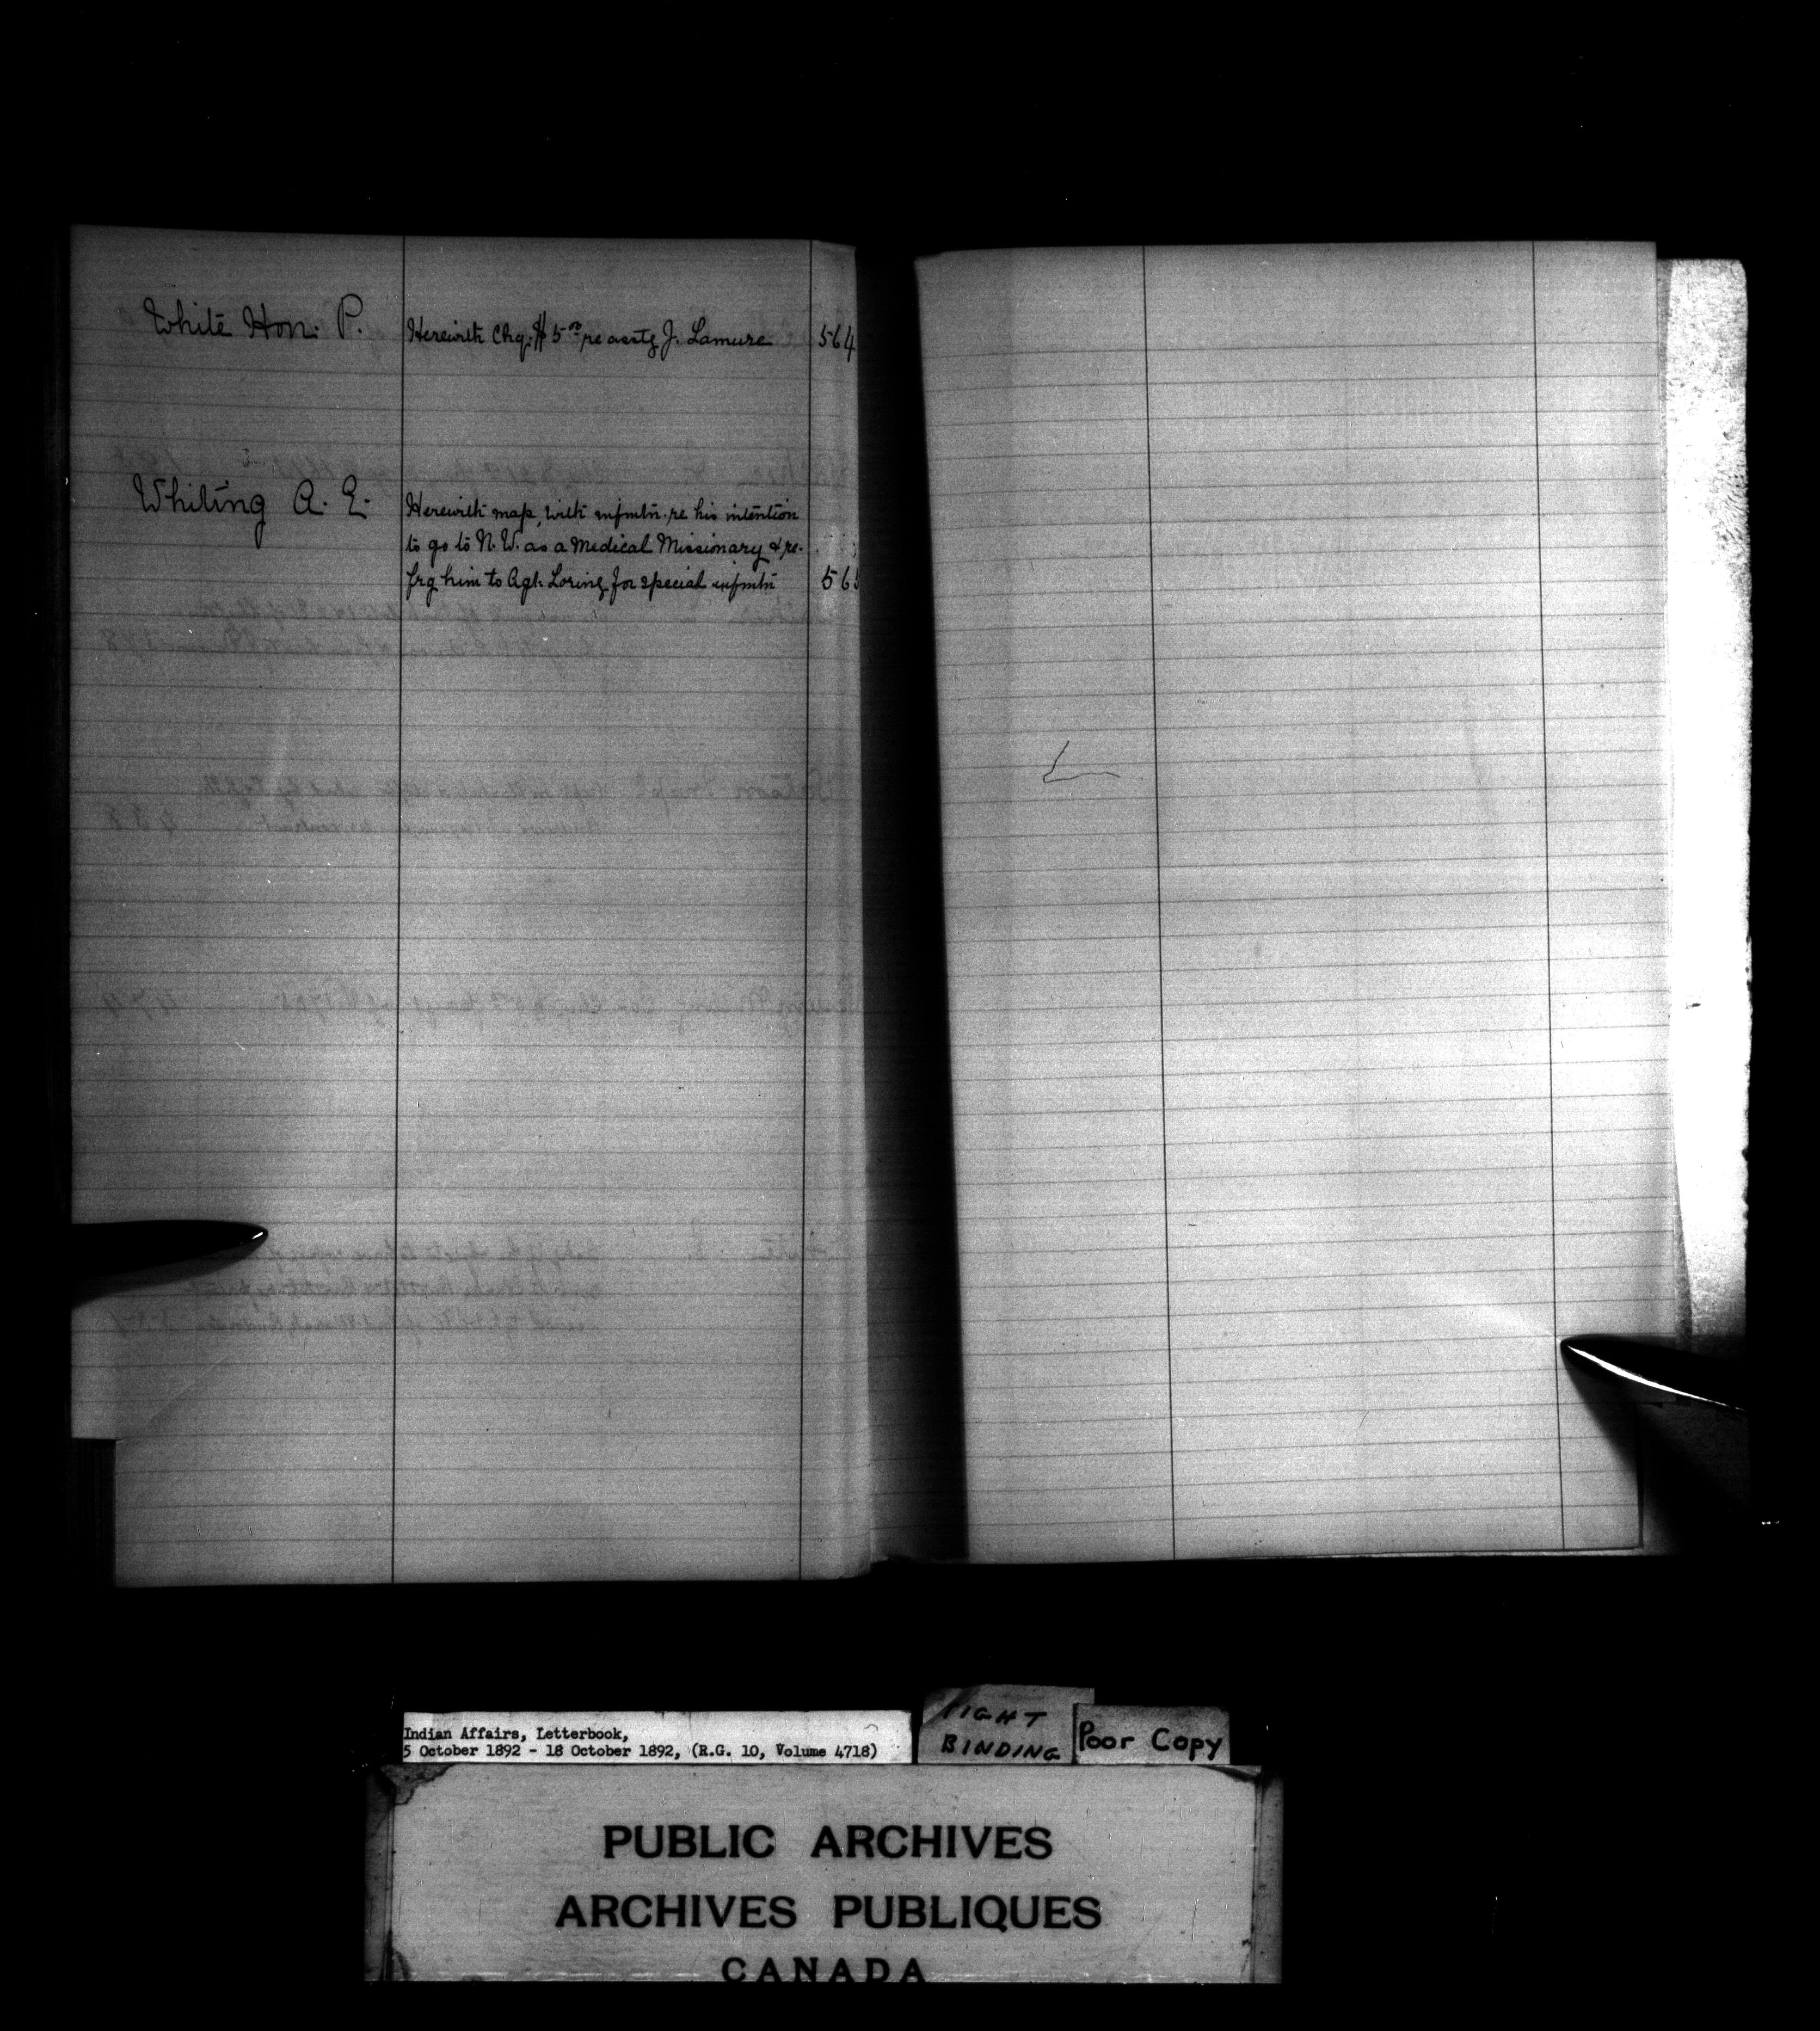 White Hon. P. Herewith Chq. $5.00 re asstg J. Lamure 564
Whiting A. E. Herewith map, with infmtn. re his intention
to go to N. W. as a Medical Missionary & re-
frg him to Agt. Loring for special infmtn 565
Indian Affairs, Letterbook,
5 October 1892 - 18 October 1892, (R.G. 10, Volume 4718)
TIGHT
BINDING
Poor Copy
PUBLIC ARCHIVES
ARCHIVES PUBLIQUES
CANADA